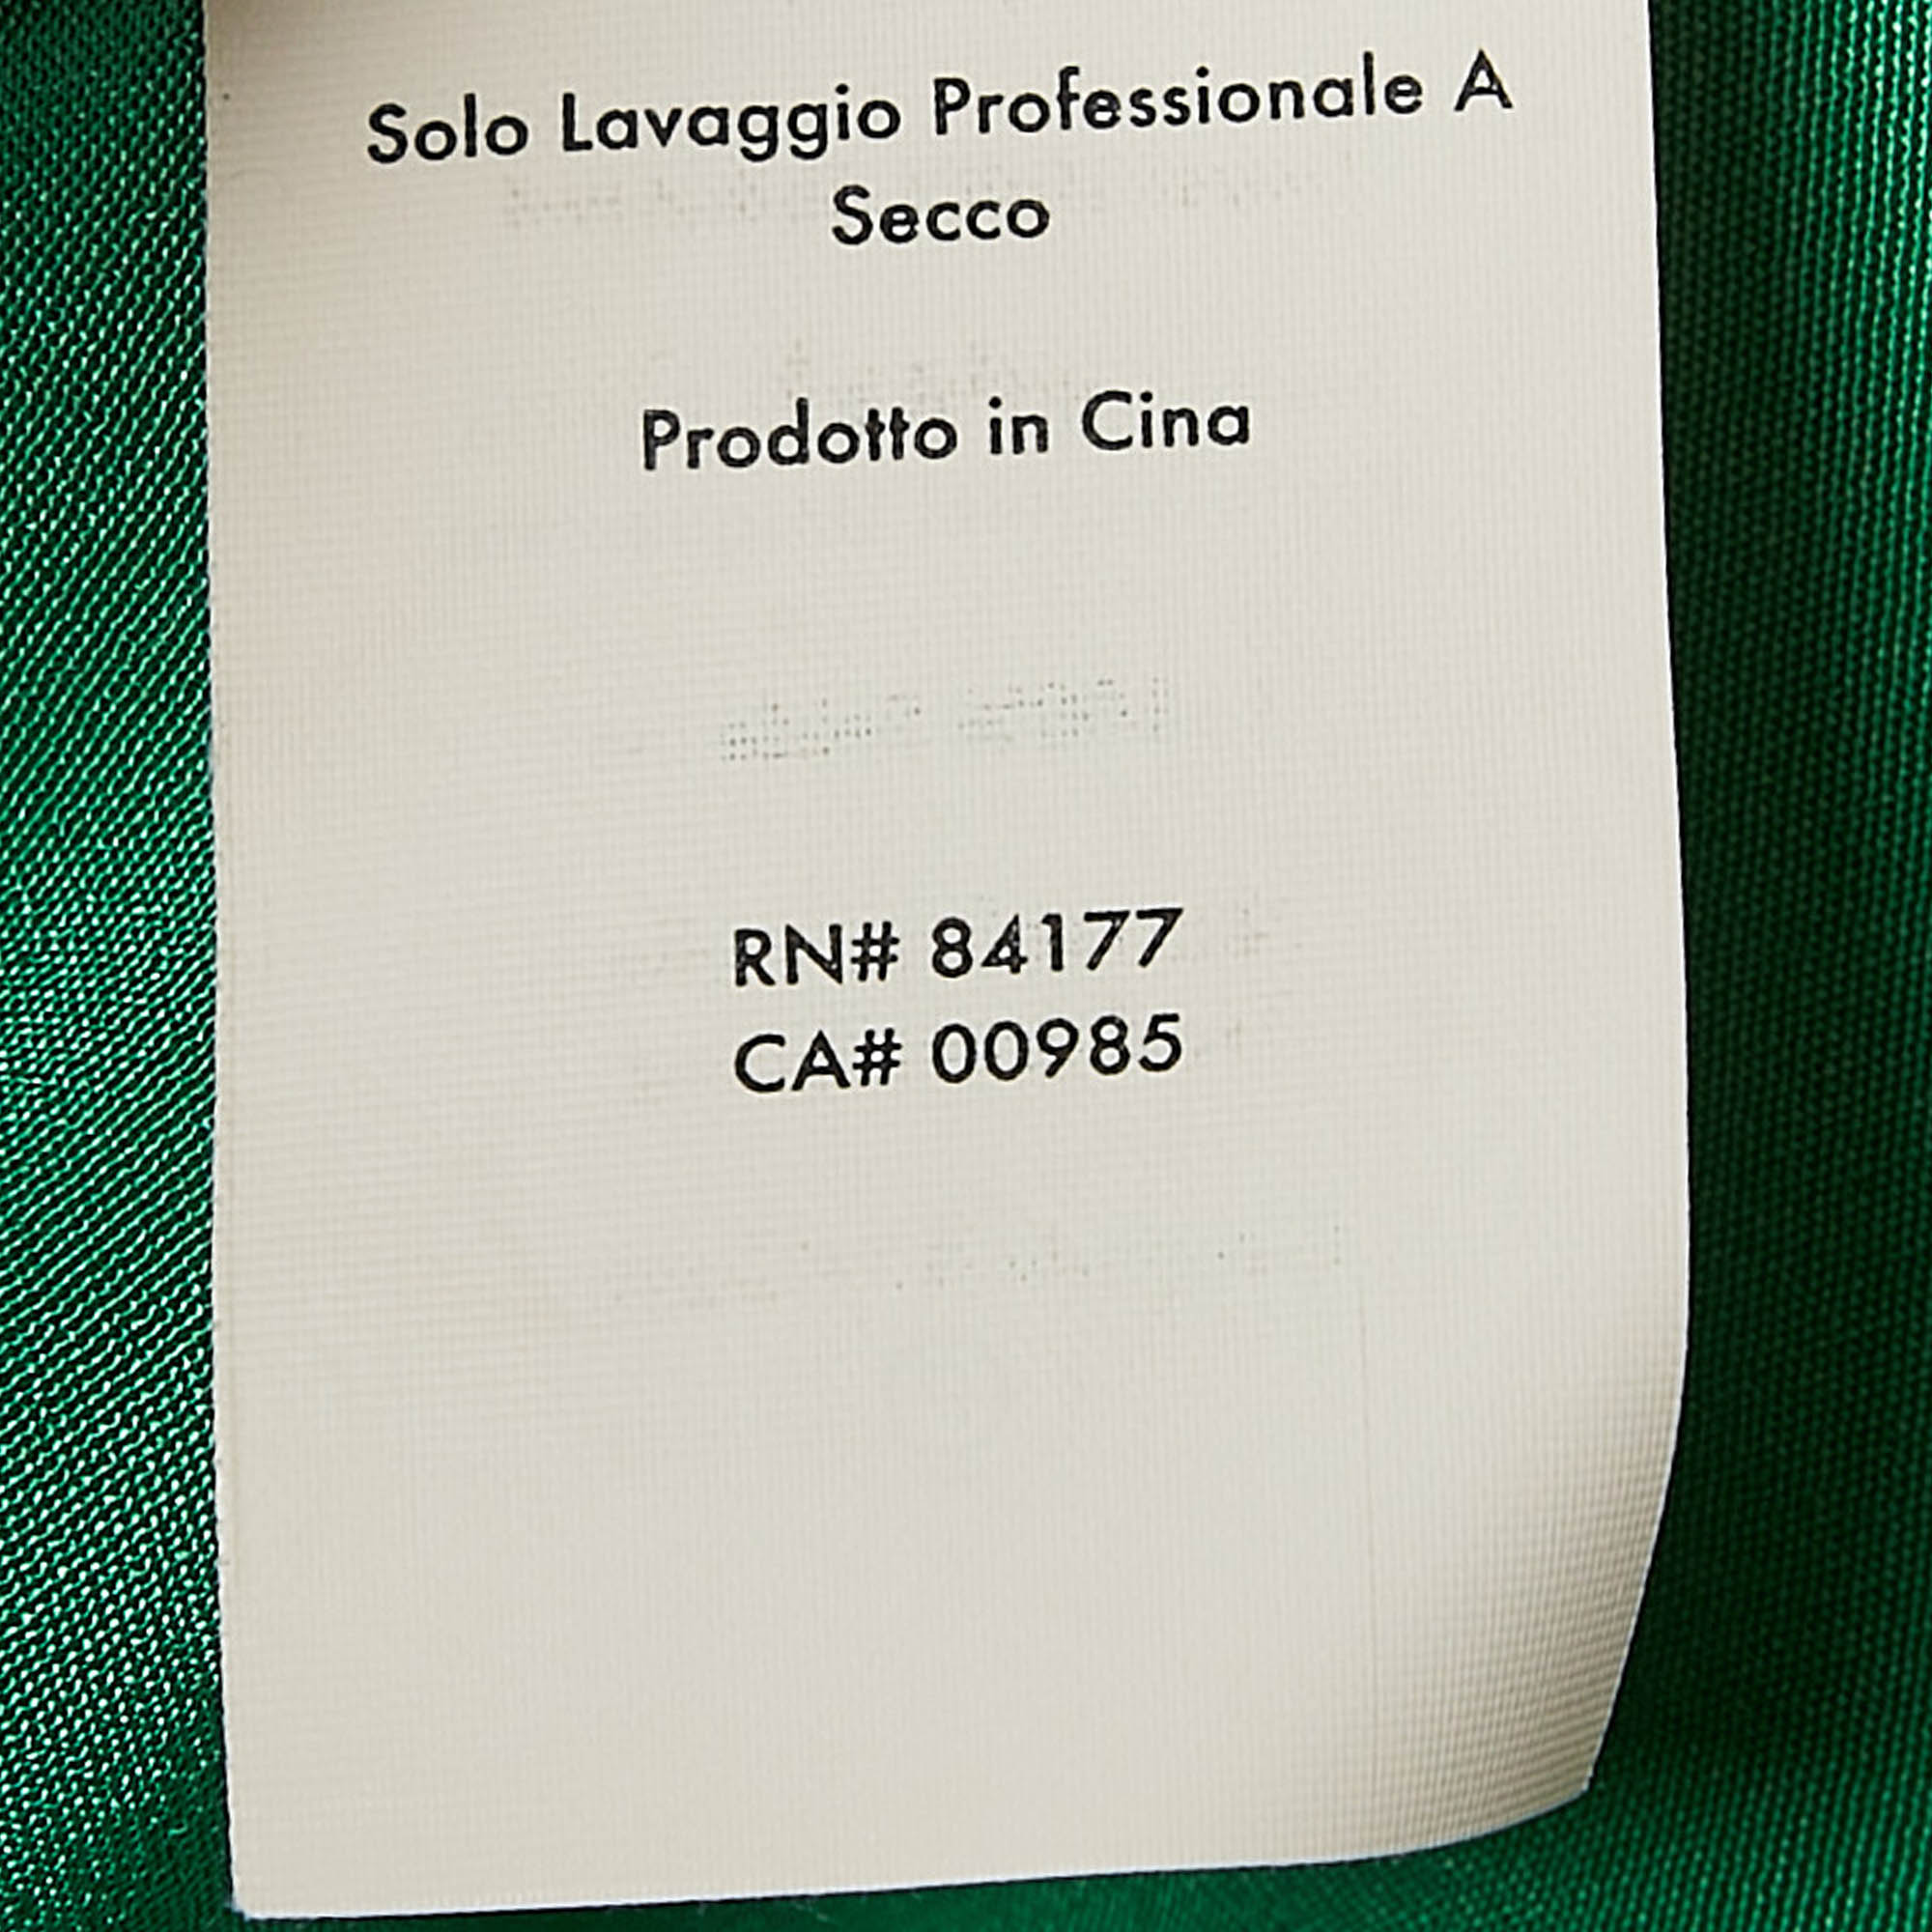 Solo Lavaggio Professionale A
Secco
Prodotto in Cina
RN# 84177
CA# 00985